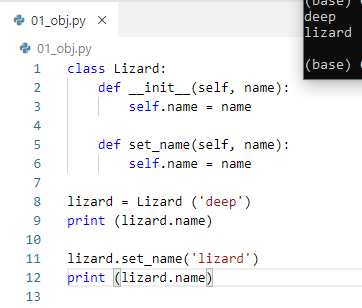 01_obj.py ×
01_obj.py
1 class Lizard:
2     def __init__(self, name):
3         self.name = name
4
5     def set_name(self, name):
6         self.name = name
7
8 lizard = Lizard ('deep')
9 print (lizard.name)
10
11 lizard.set_name('lizard')
12 print (lizard.name)
13
(base)
deep
lizard
(base)